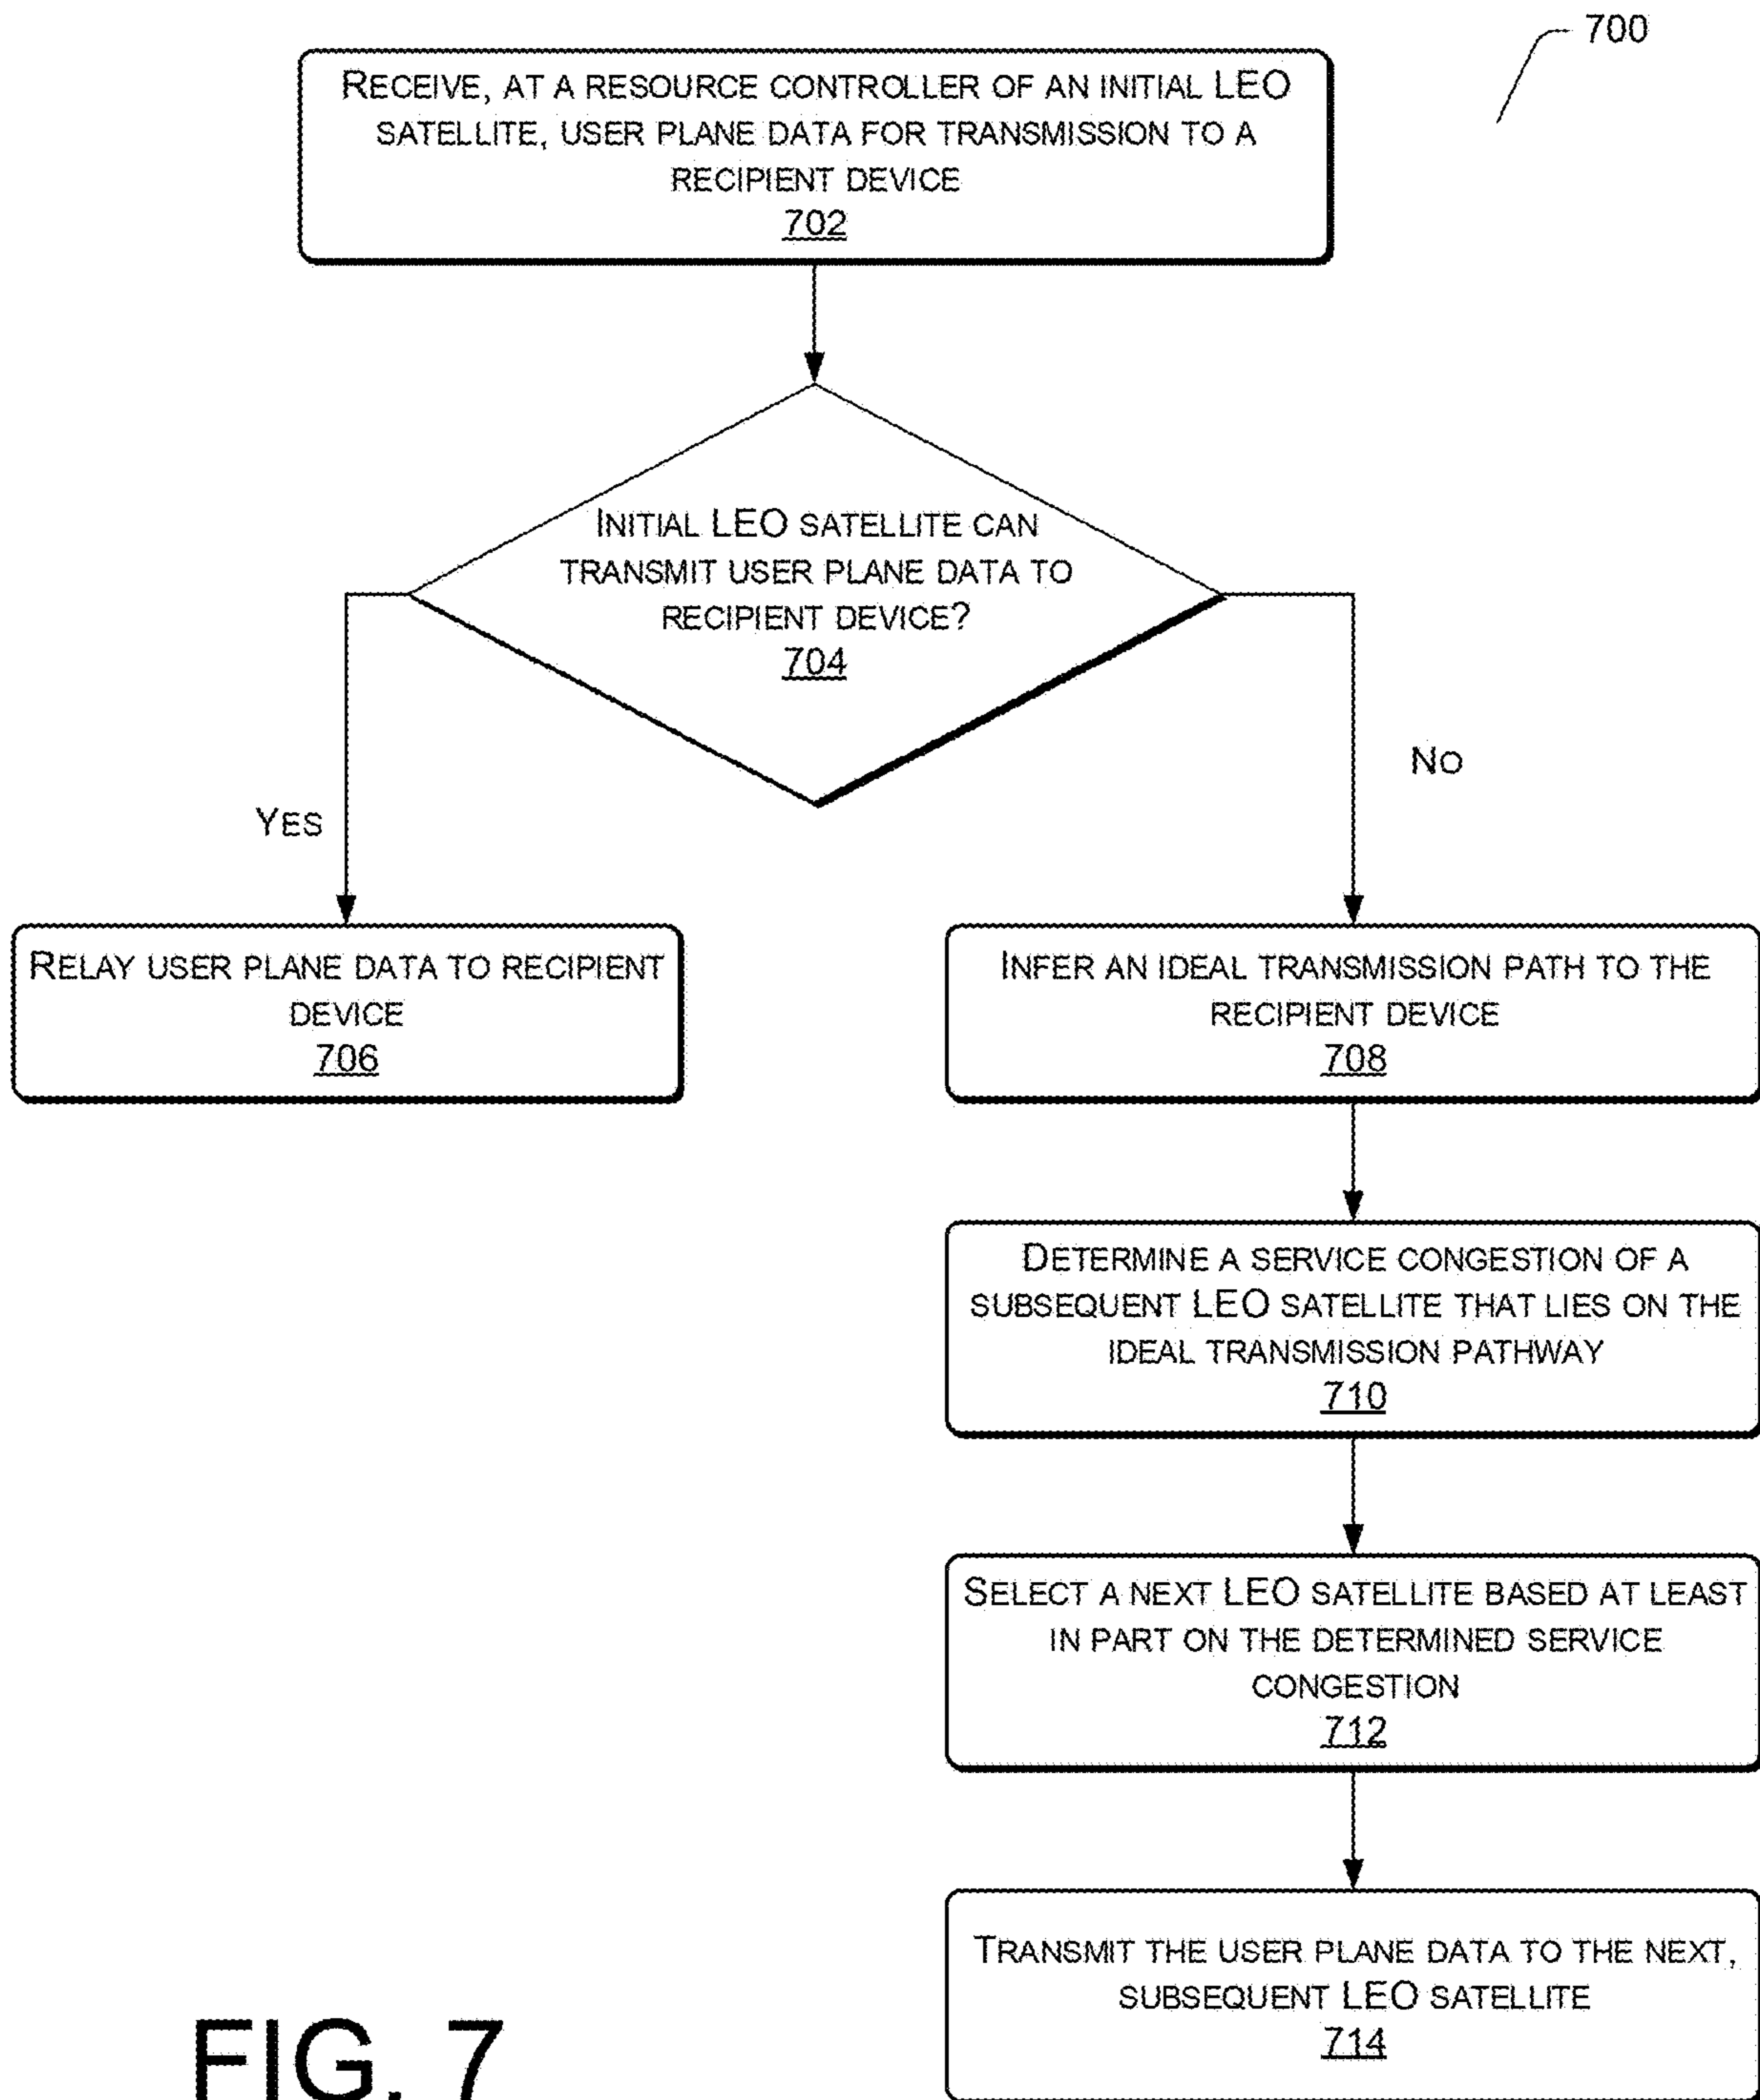 700
RECEIVE, AT A RESOURCE CONTROLLER OF AN INITIAL LEO
SATELLITE, USER PLANE DATA FOR TRANSMISSION TO A
RECIPIENT DEVICE
702
INITIAL LEO SATELLITE CAN
TRANSMIT USER PLANE DATA TO
RECIPIENT DEVICE?
704
YES
NO
RELAY USER PLANE DATA TO RECIPIENT
DEVICE
706
INFER AN IDEAL TRANSMISSION PATH TO THE
RECIPIENT DEVICE
708
DETERMINE A SERVICE CONGESTION OF A
SUBSEQUENT LEO SATELLITE THAT LIES ON THE
IDEAL TRANSMISSION PATHWAY
710
SELECT A NEXT LEO SATELLITE BASED AT LEAST
IN PART ON THE DETERMINED SERVICE
CONGESTION
712
TRANSMIT THE USER PLANE DATA TO THE NEXT,
SUBSEQUENT LEO SATELLITE
714
FIG. 7